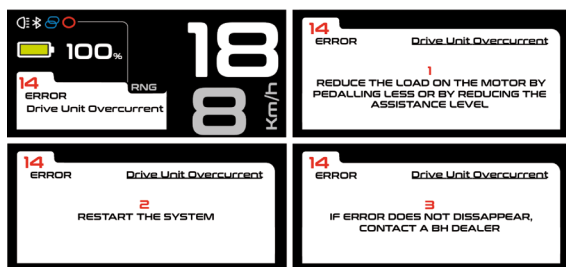 100%
18
8
Km/h
RNG
14
ERROR
Drive Unit Overcurrent
14
ERROR
Drive Unit Overcurrent
1
REDUCE THE LOAD ON THE MOTOR BY
PEDALLING LESS OR BY REDUCING THE
ASSISTANCE LEVEL
14
ERROR
Drive Unit Overcurrent
2
RESTART THE SYSTEM
14
ERROR
Drive Unit Overcurrent
3
IF ERROR DOES NOT DISSAPPEAR,
CONTACT A BH DEALER